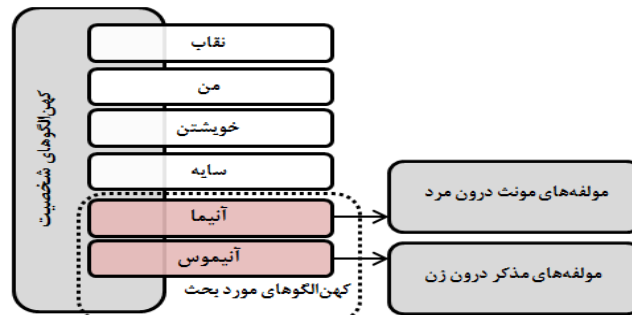 کهن‌الگوهای شخصیت
نقاب
من
خویشتن
سایه
آنیما
آنیموس
کهن‌الگوهای مورد بحث
مولفه‌های مونث درون مرد
مولفه‌های مذکر درون زن